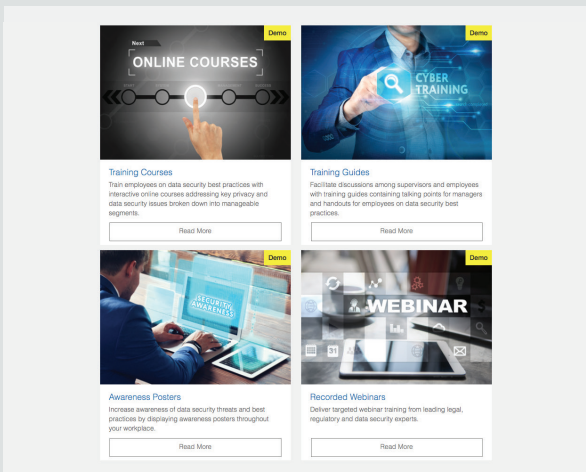 Demo
Next
ONLINE COURSES
Training Courses
Train employees on data security best practices with
interactive online courses addressing key privacy and
data security issues broken down into manageable
segments.
Read More
Demo
CYBER
TRAINING
Training Guides
Facilitate discussions among supervisors and employees
with training guides containing talking points for managers
and handouts for employees on data security best
practices.
Read More
Demo
SECURITY
AWARENESS
Awareness Posters
Increase awareness of data security threats and best
practices by displaying awareness posters throughout
your workplace.
Read More
Demo
WEBINAR
31
Recorded Webinars
Deliver targeted webinar training from leading legal,
regulatory and data security experts.
Read More